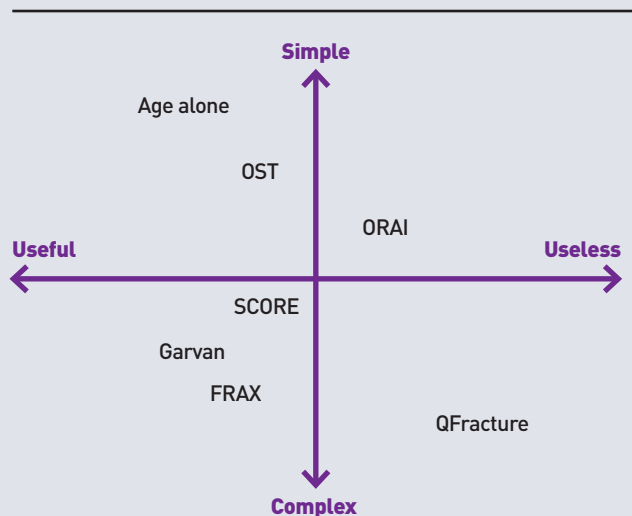 Simple
Age alone
OST
ORAI
Useful
Useless
SCORE
Garvan
FRAX
QFracture
Complex